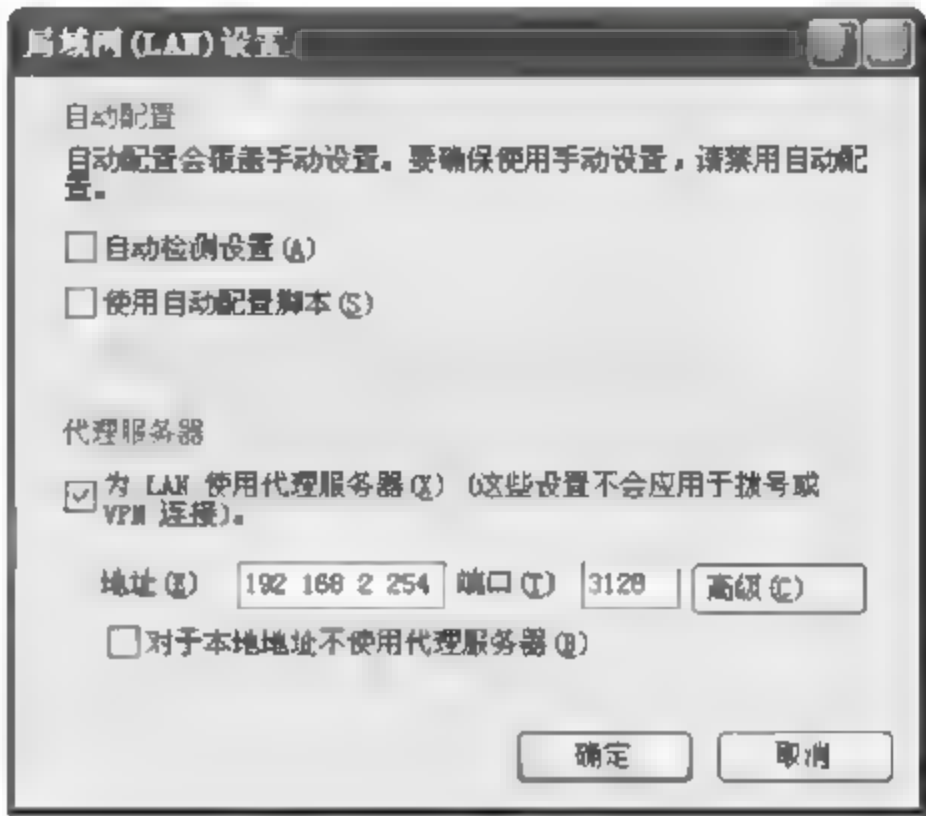 局域网(LAN)设置
自动配置
自动配置会覆盖手动设置。要确保使用手动设置，请禁用自动配
置。
自动检测设置(A)
使用自动配置脚本(S)
代理服务器
为 LAN 使用代理服务器(X) (这些设置不会应用于拨号或
VPN 连接)。
地址(E) 192 168 2 254 端口(T) 3128 高级(C)
对于本地地址不使用代理服务器(B)
确定 取消